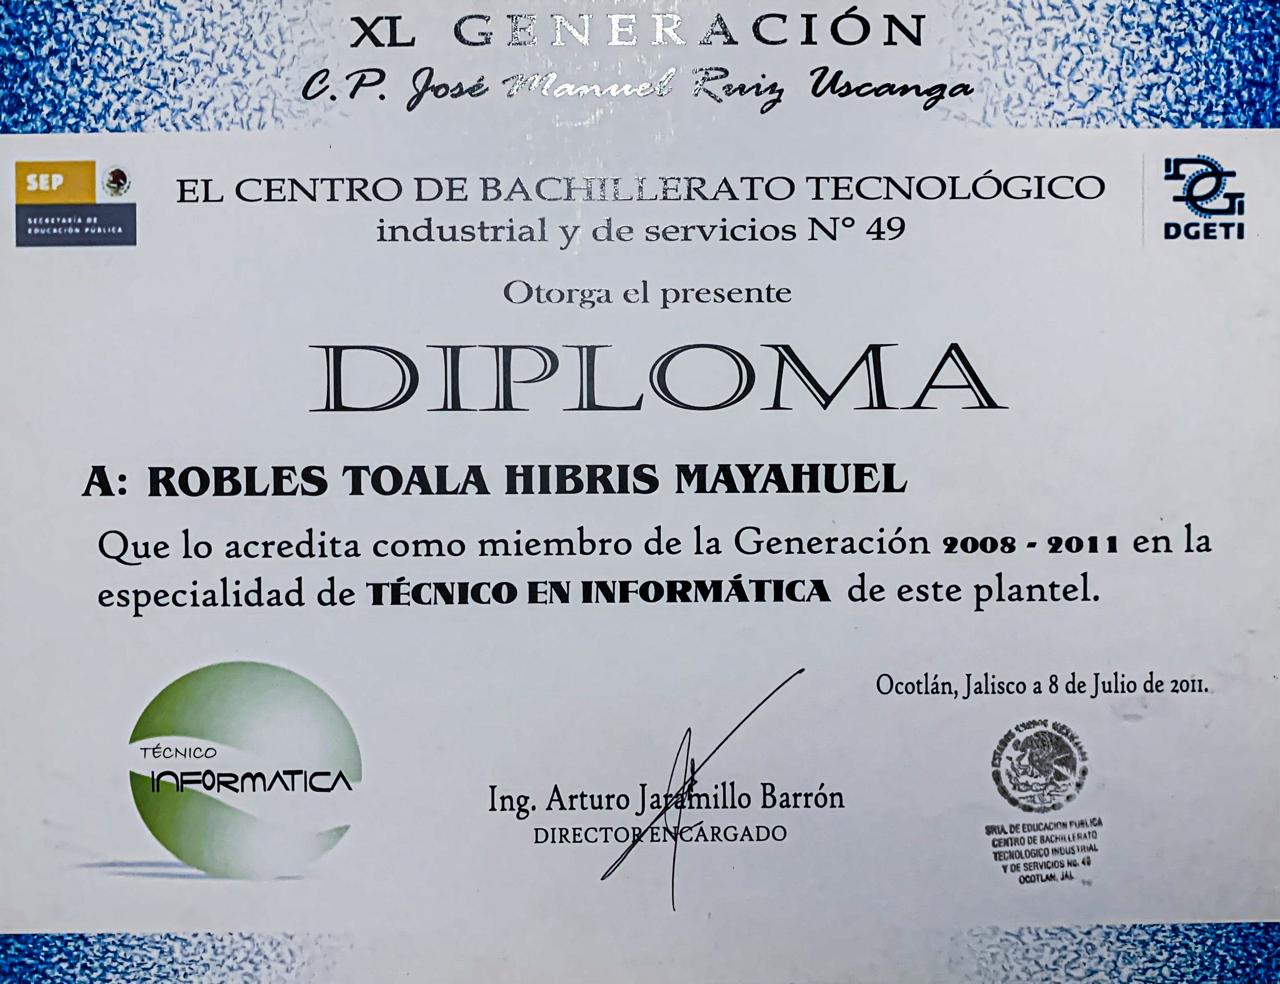 XL GENERACIÓN
C.P. José Manuel Ruiz Uscanga
SEP
SECRETARÍA DE
EDUCACIÓN PÚBLICA
EL CENTRO DE BACHILLERATO TECNOLÓGICO
industrial y de servicios N° 49
DGETI
Otorga el presente
DIPLOMA
A: ROBLES TOALA HIBRIS MAYAHUEL
Que lo acredita como miembro de la Generación 2008 - 2011 en la
especialidad de TÉCNICO EN INFORMÁTICA de este plantel.
Ocotlán, Jalisco a 8 de Julio de 2011.
TÉCNICO
INFORMATICA
Ing. Arturo Jaramillo Barrón
DIRECTOR ENCARGADO
ESTADOS UNIDOS MEXICANOS
SRIA. DE EDUCACION PUBLICA
CENTRO DE BACHILLERATO
TECNOLOGICO INDUSTRIAL
Y DE SERVICIOS No. 49
OCOTLAN, JAL